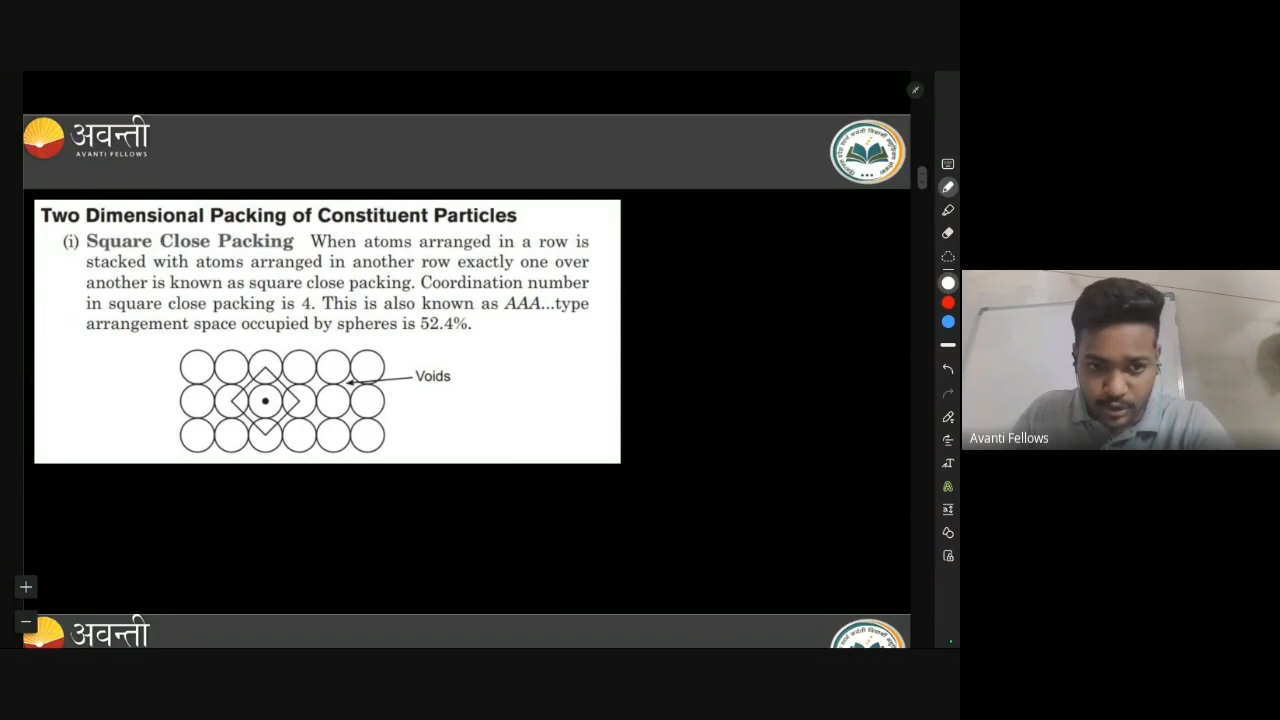 अवन्ती
AVANTI FELLOWS
Two Dimensional Packing of Constituent Particles
(i) Square Close Packing When atoms arranged in a row is
stacked with atoms arranged in another row exactly one over
another is known as square close packing. Coordination number
in square close packing is 4. This is also known as AAA...type
arrangement space occupied by spheres is 52.4%.
Voids
Avanti Fellows
अवन्ती